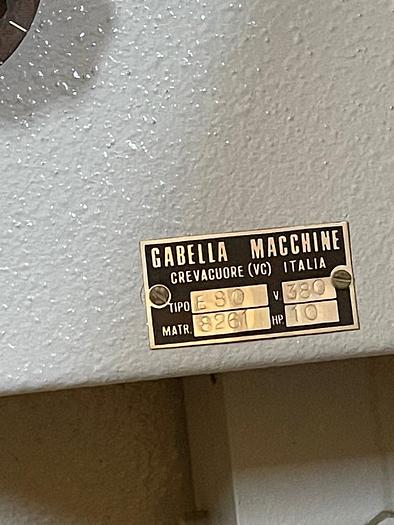 GABELLA MACCHINE
CREVACUORE (VC) ITALIA
TIPO E 80 V. 380
MATR. 8261 HP. 10